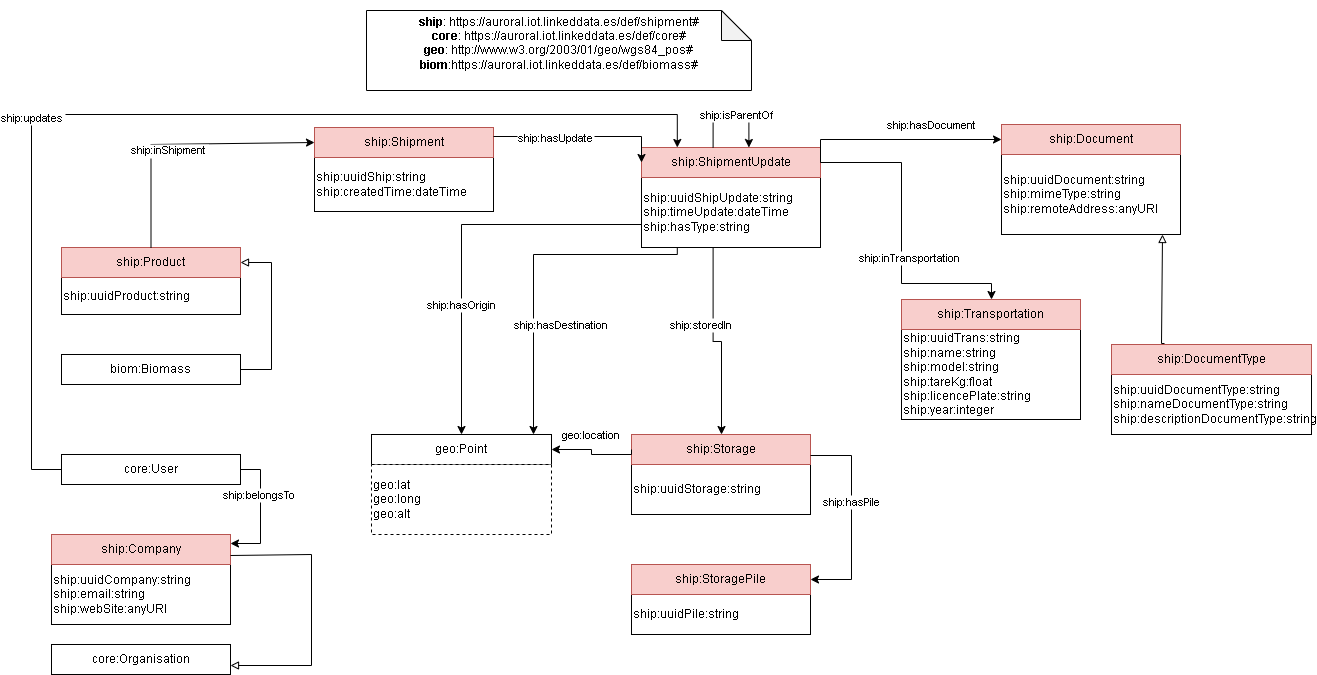 ship: https://auroral.iot.linkeddata.es/def/shipment#
core: https://auroral.iot.linkeddata.es/def/core#
geo: http://www.w3.org/2003/01/geo/wgs84_pos#
biom:https://auroral.iot.linkeddata.es/def/biomass#
ship:updates
ship:isParentOf
ship:hasDocument
ship:inShipment
ship:Shipment
ship:uuidShip:string
ship:createdTime:dateTime
ship:hasUpdate
ship:ShipmentUpdate
ship:uuidShipUpdate:string
ship:timeUpdate:dateTime
ship:hasType:string
ship:Document
ship:uuidDocument:string
ship:mimeType:string
ship:remoteAddress:anyURI
ship:Product
ship:uuidProduct:string
biom:Biomass
ship:hasOrigin
ship:hasDestination
ship:storedIn
ship:inTransportation
ship:Transportation
ship:uuidTrans:string
ship:name:string
ship:model:string
ship:tareKg:float
ship:licencePlate:string
ship:year:integer
ship:DocumentType
ship:uuidDocumentType:string
ship:nameDocumentType:string
ship:descriptionDocumentType:string
core:User
ship:belongsTo
geo:Point
geo:lat
geo:long
geo:alt
geo:location
ship:Storage
ship:uuidStorage:string
ship:hasPile
ship:Company
ship:uuidCompany:string
ship:email:string
ship:webSite:anyURI
ship:StoragePile
ship:uuidPile:string
core:Organisation